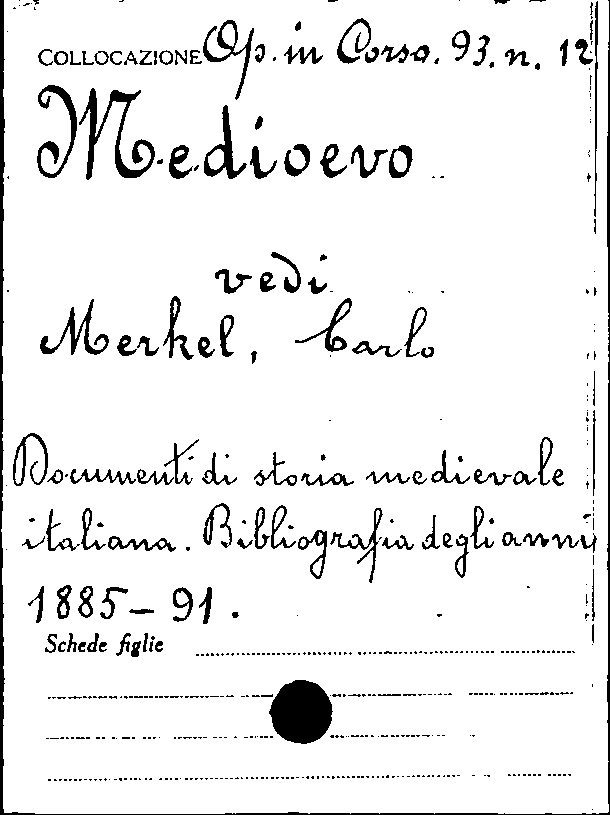 COLLOCAZIONE Op. in Corso. 93. n. 12
Medioevo
vedi
Merkel, Carlo
Documenti di storia medievale
italiana. Bibliografia degli anni
1885-91.
Schede figlie